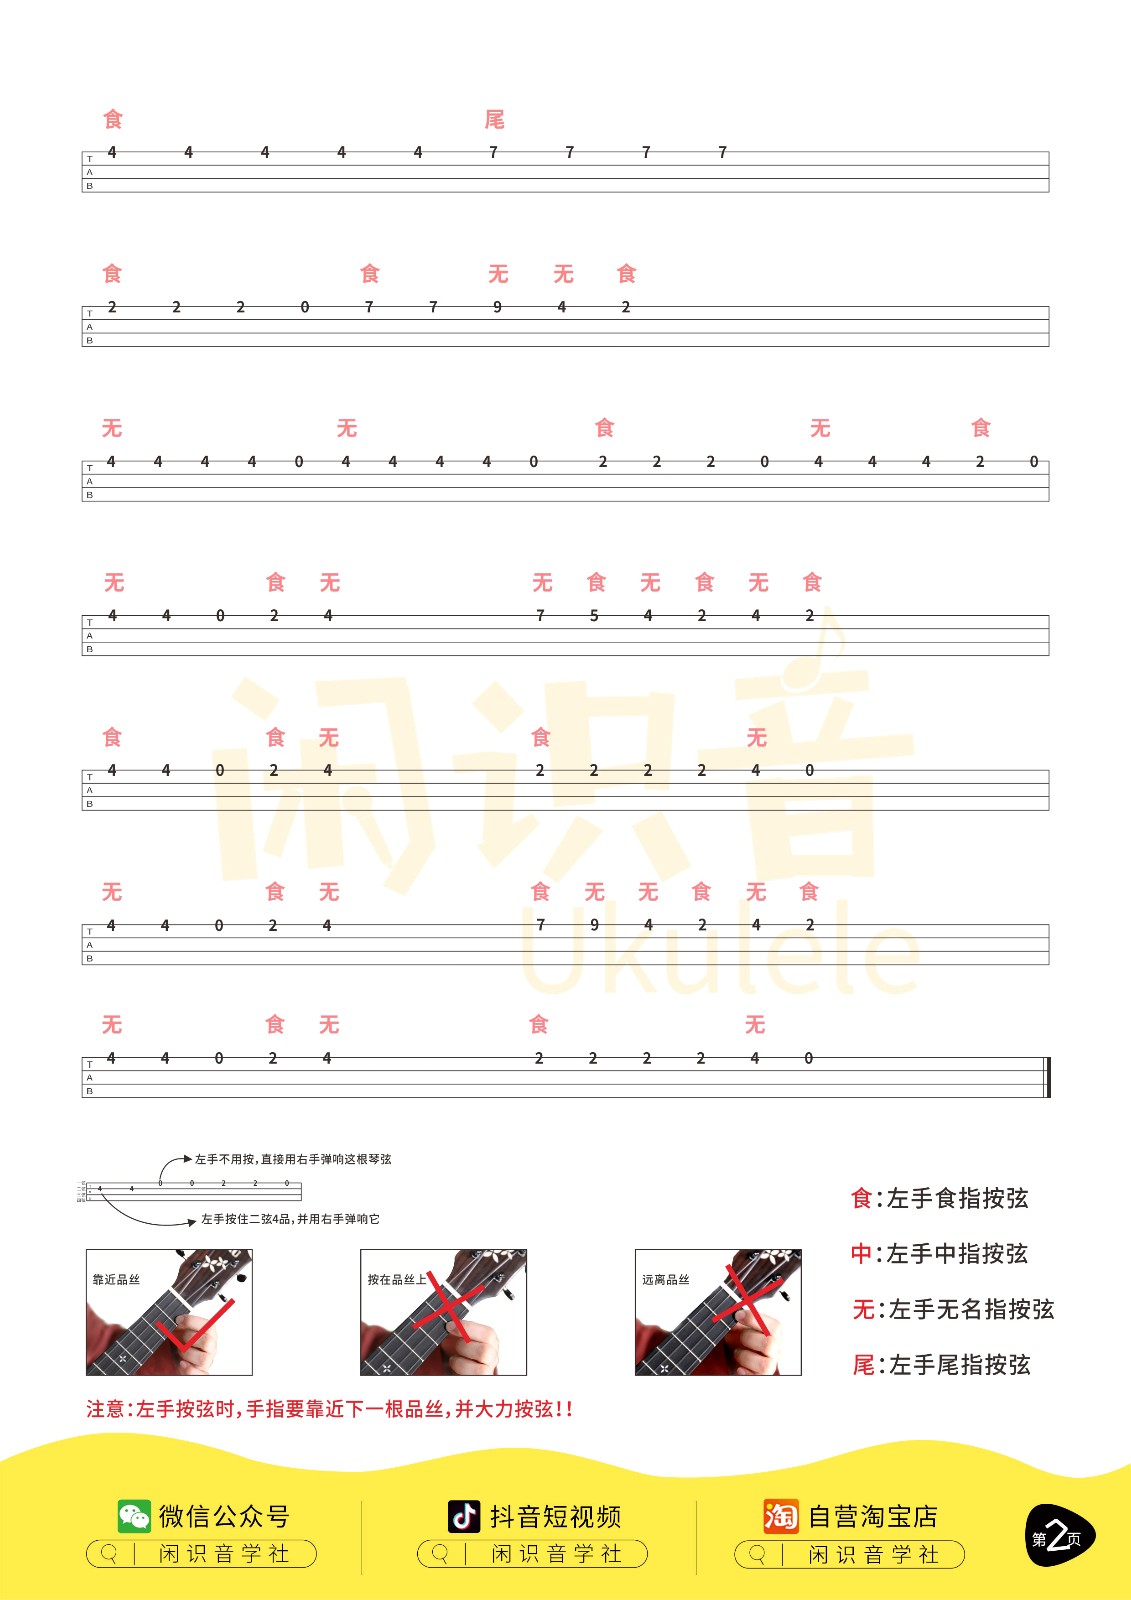 食 尾
4 4 4 4 4 7 7 7 7
T
A
B
食 食 无 无 食
2 2 2 0 7 7 9 4 2
T
A
B
无 无 食 无 食
4 4 4 4 0 4 4 4 4 0 2 2 2 0 4 4 4 2 0
T
A
B
无 食 无 无 食 无 食 无 食
4 4 0 2 4 7 5 4 2 4 2
T
A
B
食 食 无 食 无
4 4 0 2 4 2 2 2 2 4 0
T
A
B
无 食 无 食 无 无 食 无 食
4 4 0 2 4 7 9 4 2 4 2
T
A
B
无 食 无 食 无
4 4 0 2 4 2 2 2 2 4 0
T
A
B
闲识音
Ukulele
左手不用按,直接用右手弹响这根琴弦
4 4 0 0 2 2 0
左手按住二弦4品,并用右手弹响它
靠近品丝
按在品丝上
远离品丝
食:左手食指按弦
中:左手中指按弦
无:左手无名指按弦
尾:左手尾指按弦
注意:左手按弦时,手指要靠近下一根品丝,并大力按弦!!
微信公众号
闲识音学社
抖音短视频
闲识音学社
淘 自营淘宝店
闲识音学社
第2页